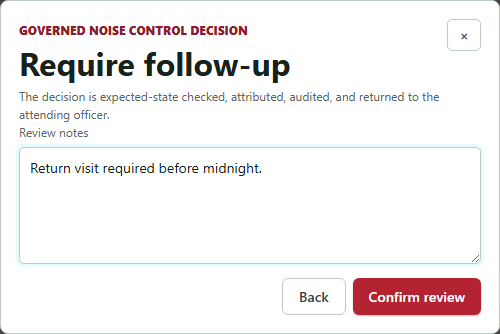 GOVERNED NOISE CONTROL DECISION
×
Require follow-up
The decision is expected-state checked, attributed, audited, and returned to the
attending officer.
Review notes
Return visit required before midnight.
Back
Confirm review